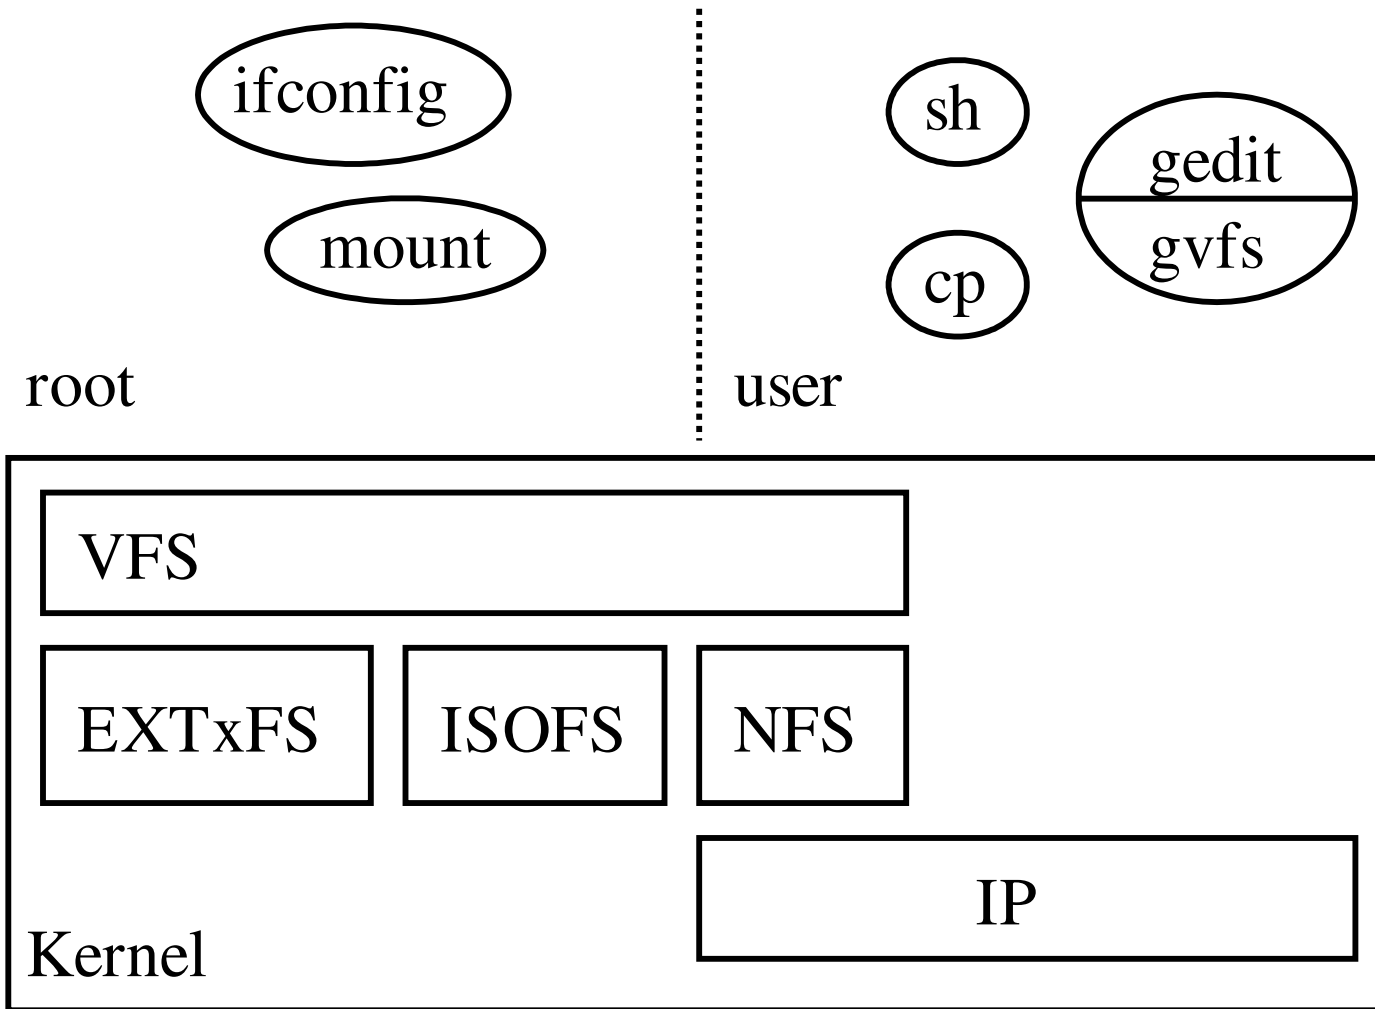 ifconfig
mount
root
sh
gedit
gvfs
cp
user
VFS
EXTxFS
ISOFS
NFS
IP
Kernel